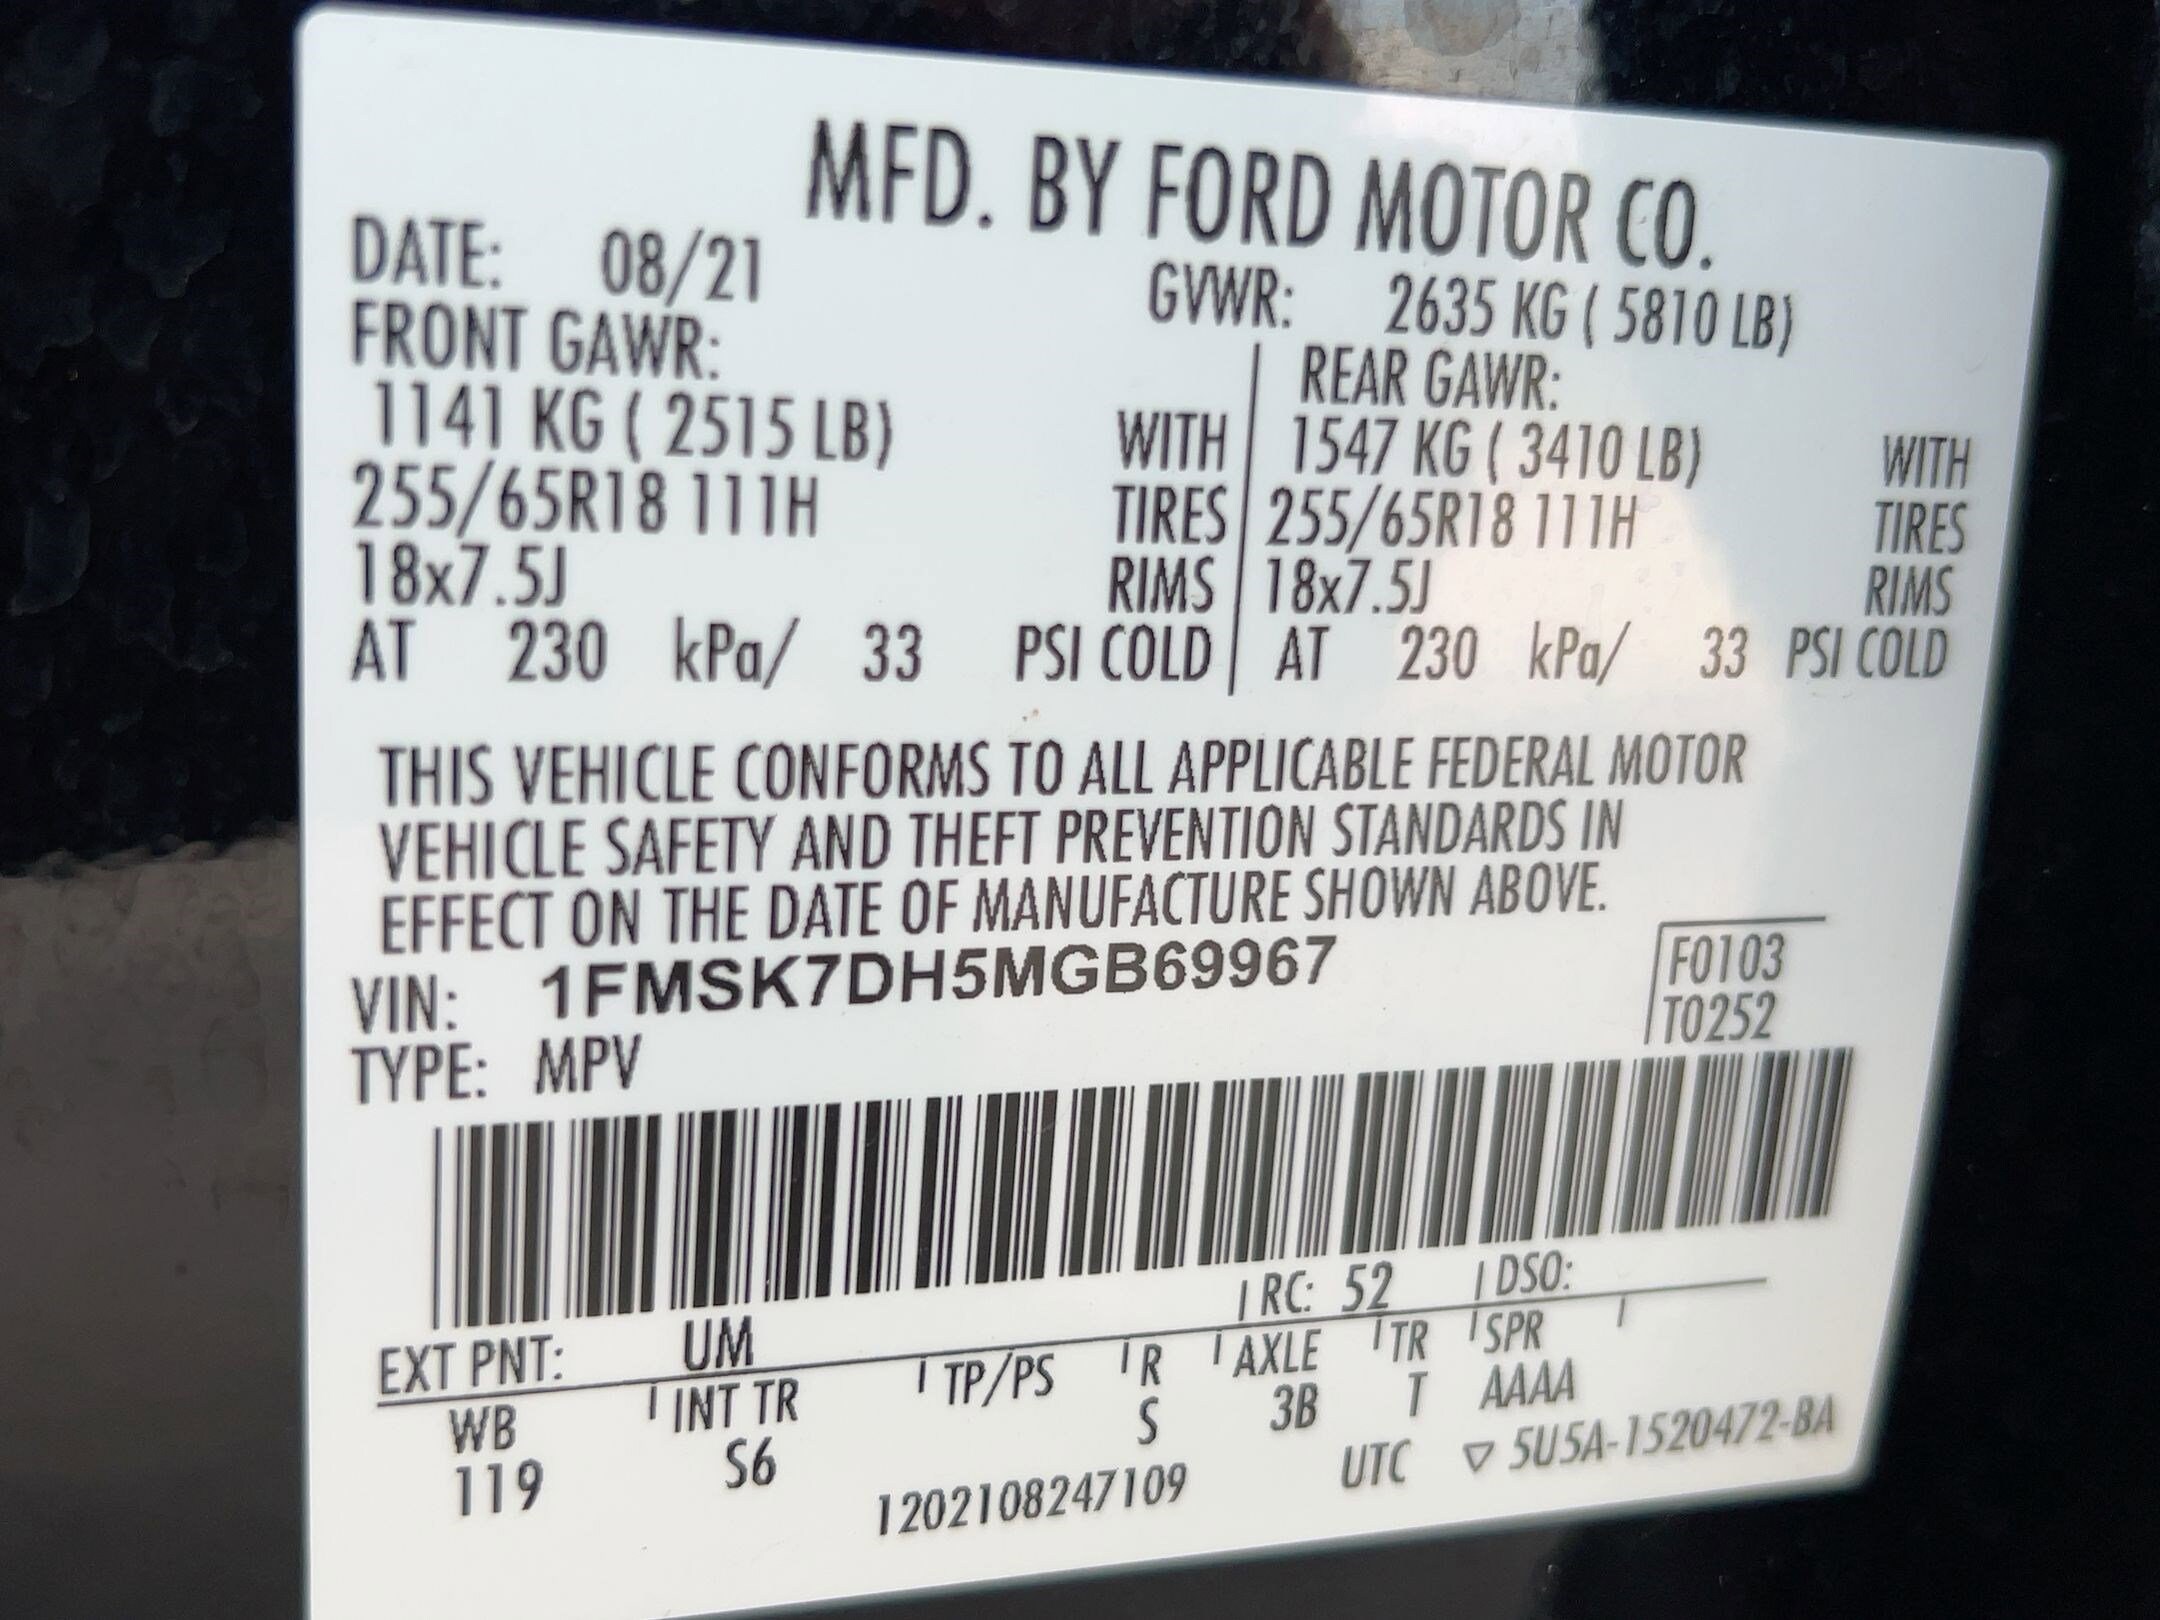 MFD. BY FORD MOTOR CO.
DATE: 08/21 GVWR: 2635 KG ( 5810 LB)
FRONT GAWR: REAR GAWR:
1141 KG ( 2515 LB) WITH 1547 KG ( 3410 LB) WITH
255/65R18 111H TIRES 255/65R18 111H TIRES
18x7.5J RIMS 18x7.5J RIMS
AT 230 kPa/ 33 PSI COLD AT 230 kPa/ 33 PSI COLD
THIS VEHICLE CONFORMS TO ALL APPLICABLE FEDERAL MOTOR
VEHICLE SAFETY AND THEFT PREVENTION STANDARDS IN
EFFECT ON THE DATE OF MANUFACTURE SHOWN ABOVE.
VIN: 1FMSK7DH5MGB69967 F0103
TYPE: MPV T0252
EXT PNT: UM RC: 52 DSO:
WB INT TR TP/PS R AXLE TR SPR
119 S6 S 3B T AAAA
1202108247109 UTC ▽ 5U5A-1520472-BA